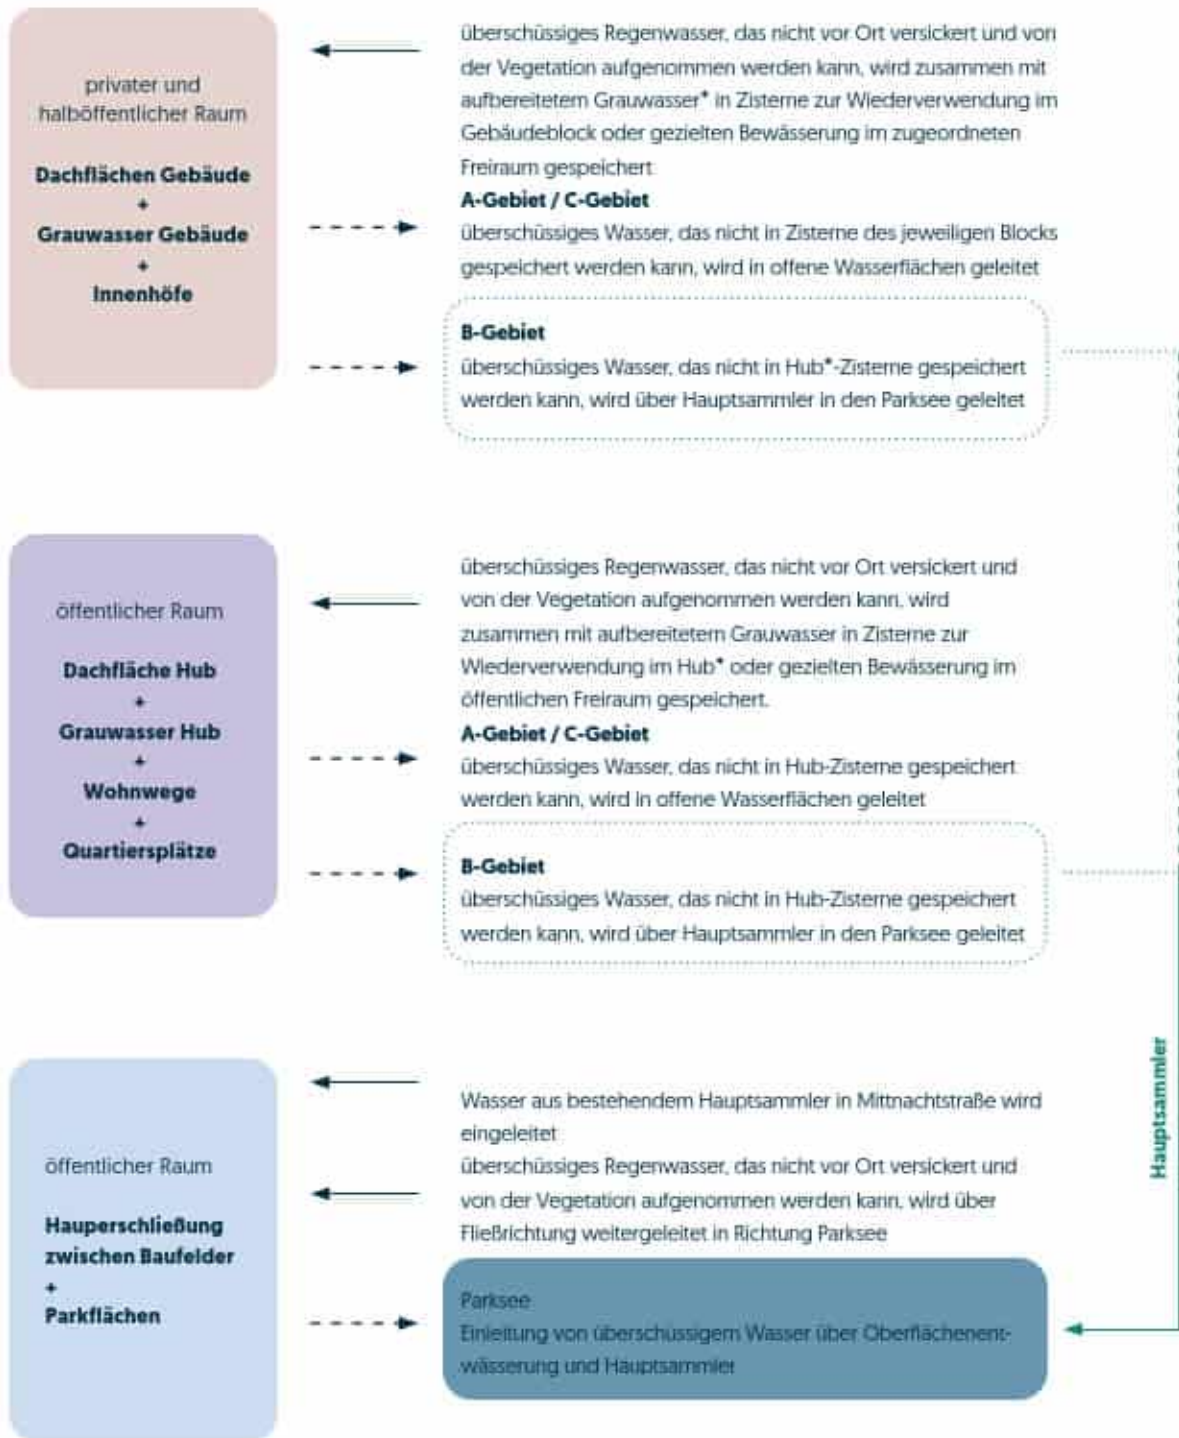 privater und
halböffentlicher Raum
Dachflächen Gebäude
+
Grauwasser Gebäude
+
Innenhöfe
überschüssiges Regenwasser, das nicht vor Ort versickert und von
der Vegetation aufgenommen werden kann, wird zusammen mit
aufbereitetem Grauwasser* in Zisterne zur Wiederverwendung im
Gebäudeblock oder gezielten Bewässerung im zugeordneten
Freiraum gespeichert
A-Gebiet / C-Gebiet
überschüssiges Wasser, das nicht in Zisterne des jeweiligen Blocks
gespeichert werden kann, wird in offene Wasserflächen geleitet
B-Gebiet
überschüssiges Wasser, das nicht in Hub*-Zisterne gespeichert
werden kann, wird über Hauptsammler in den Parksee geleitet
öffentlicher Raum
Dachfläche Hub
+
Grauwasser Hub
+
Wohnwege
+
Quartiersplätze
überschüssiges Regenwasser, das nicht vor Ort versickert und
von der Vegetation aufgenommen werden kann, wird
zusammen mit aufbereitetem Grauwasser in Zisterne zur
Wiederverwendung im Hub* oder gezielten Bewässerung im
öffentlichen Freiraum gespeichert.
A-Gebiet / C-Gebiet
überschüssiges Wasser, das nicht in Hub-Zisterne gespeichert
werden kann, wird in offene Wasserflächen geleitet
B-Gebiet
überschüssiges Wasser, das nicht in Hub-Zisterne gespeichert
werden kann, wird über Hauptsammler in den Parksee geleitet
Hauptsammler
öffentlicher Raum
Hauperschließung
zwischen Baufelder
+
Parkflächen
Wasser aus bestehendem Hauptsammler in Mittnachtstraße wird
eingeleitet
überschüssiges Regenwasser, das nicht vor Ort versickert und
von der Vegetation aufgenommen werden kann, wird über
Fließrichtung weitergeleitet in Richtung Parksee
Parksee
Einleitung von überschüssigem Wasser über Oberflächenent-
wässerung und Hauptsammler